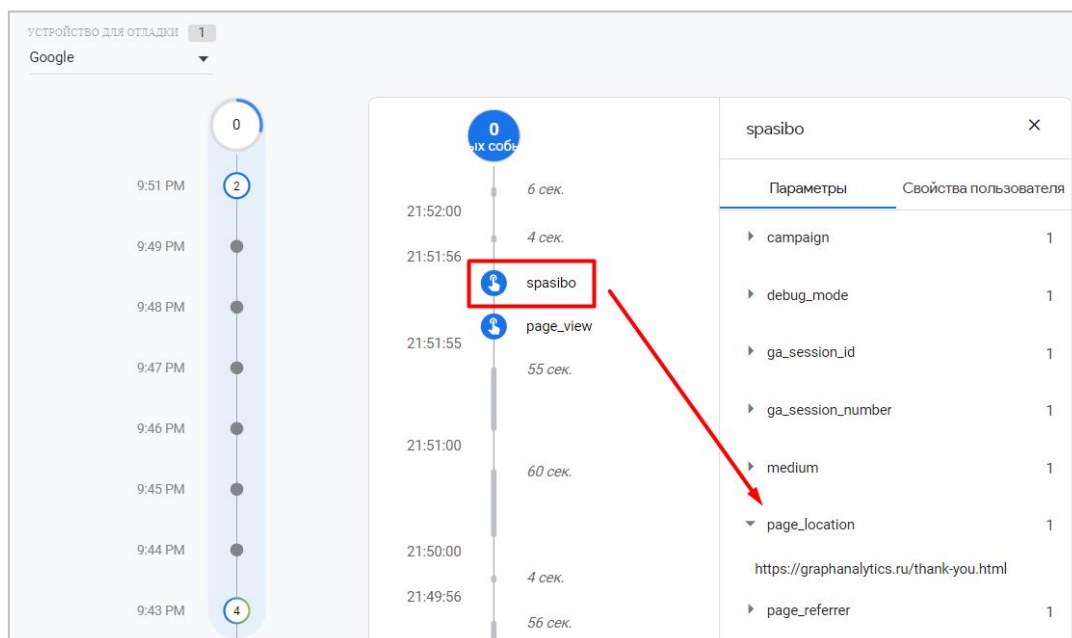 УСТРОЙСТВО ДЛЯ ОТЛАДКИ 1
Google
0
9:51 PM 2
9:49 PM
9:48 PM
9:47 PM
9:46 PM
9:45 PM
9:44 PM
9:43 PM 4
0
ых собы
6 сек.
21:52:00
4 сек.
21:51:56
spasibo
page_view
21:51:55
55 сек.
21:51:00
60 сек.
21:50:00
4 сек.
21:49:56
56 сек.
spasibo
Параметры Свойства пользователя
campaign 1
debug_mode 1
ga_session_id 1
ga_session_number 1
medium 1
page_location 1
https://graphanalytics.ru/thank-you.html
page_referrer 1